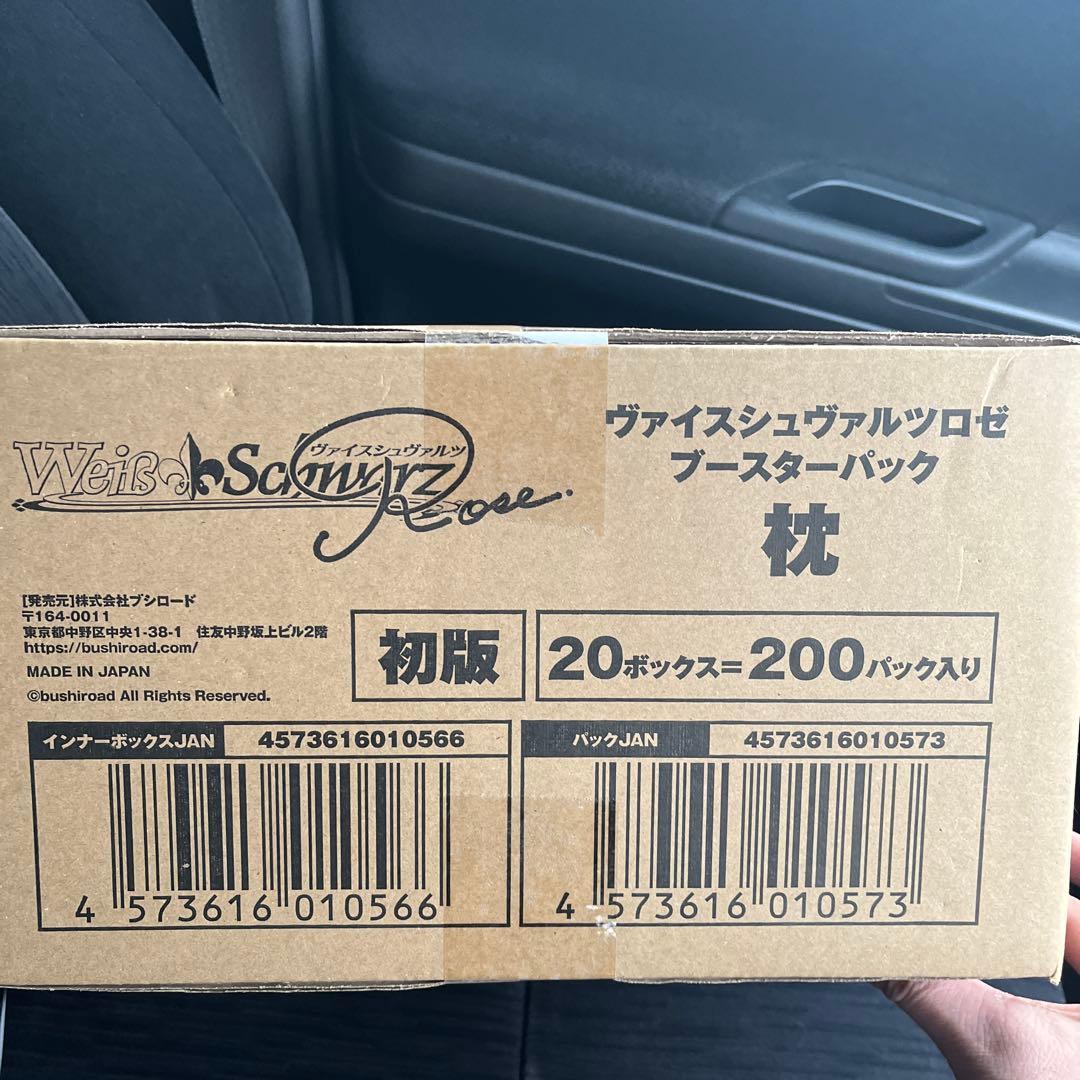 Weiß Schwarz
ヴァイスシュヴァルツ
Rose.
ヴァイスシュヴァルツロゼ
ブースターパック
枕
[発売元]株式会社ブシロード
〒164-0011
東京都中野区中央1-38-1 住友中野坂上ビル2階
https://bushiroad.com/
MADE IN JAPAN
©bushiroad All Rights Reserved.
初版
20ボックス=200パック入り
インナーボックスJAN 4573616010566
4 573616 010566
パックJAN 4573616010573
4 573616 010573